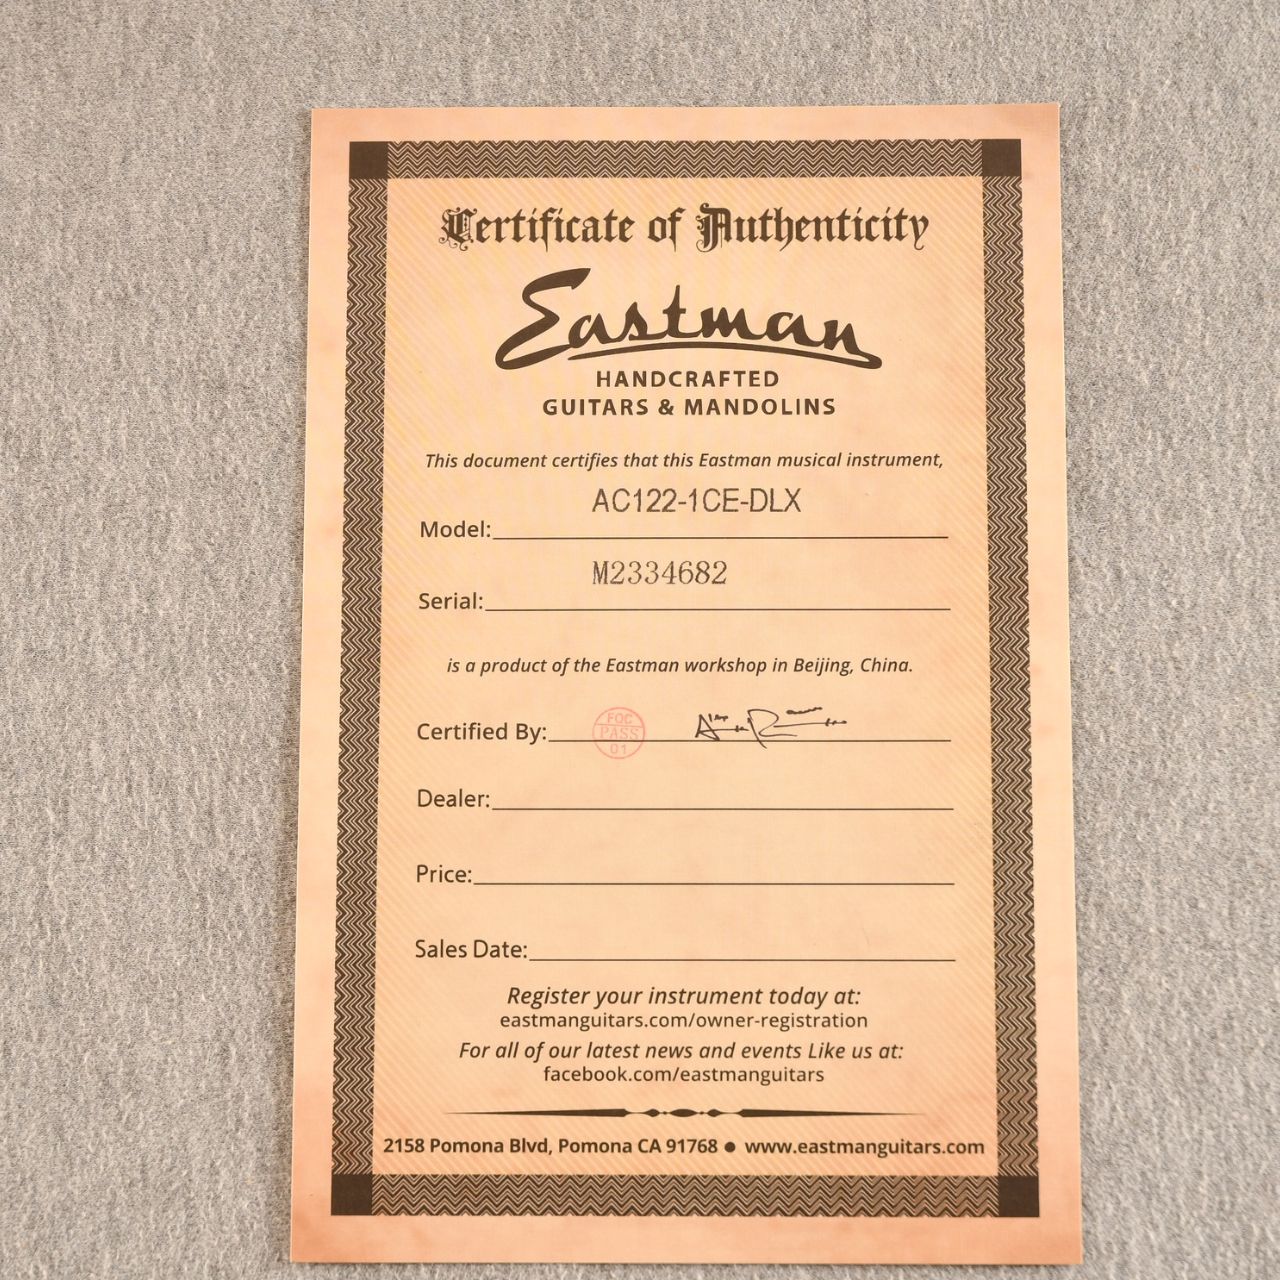 Certificate of Authenticity
Eastman
HANDCRAFTED
GUITARS & MANDOLINS
This document certifies that this Eastman musical instrument,
Model: AC122-1CE-DLX
Serial: M2334682
is a product of the Eastman workshop in Beijing, China.
Certified By:
FQC
PASS
01
Dealer:
Price:
Sales Date:
Register your instrument today at:
eastmanguitars.com/owner-registration
For all of our latest news and events Like us at:
facebook.com/eastmanguitars
2158 Pomona Blvd, Pomona CA 91768 ● www.eastmanguitars.com